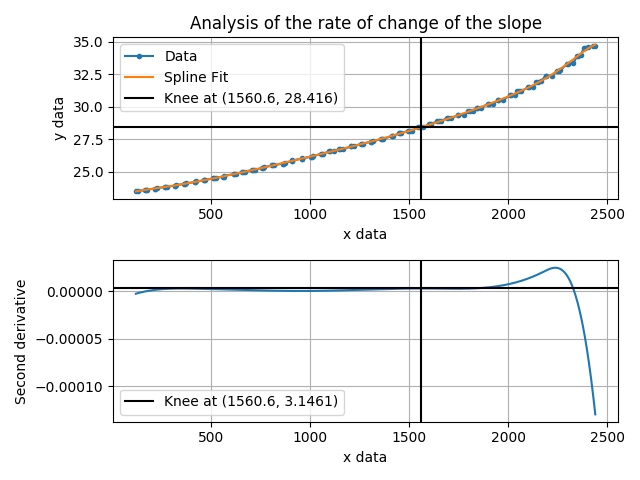 Analysis of the rate of change of the slope
35.0
32.5
30.0
27.5
25.0
y data
Data
Spline Fit
Knee at (1560.6, 28.416)
500
1000
1500
2000
2500
x data
0.00000
−0.00005
−0.00010
Second derivative
Knee at (1560.6, 3.1461)
500
1000
1500
2000
2500
x data